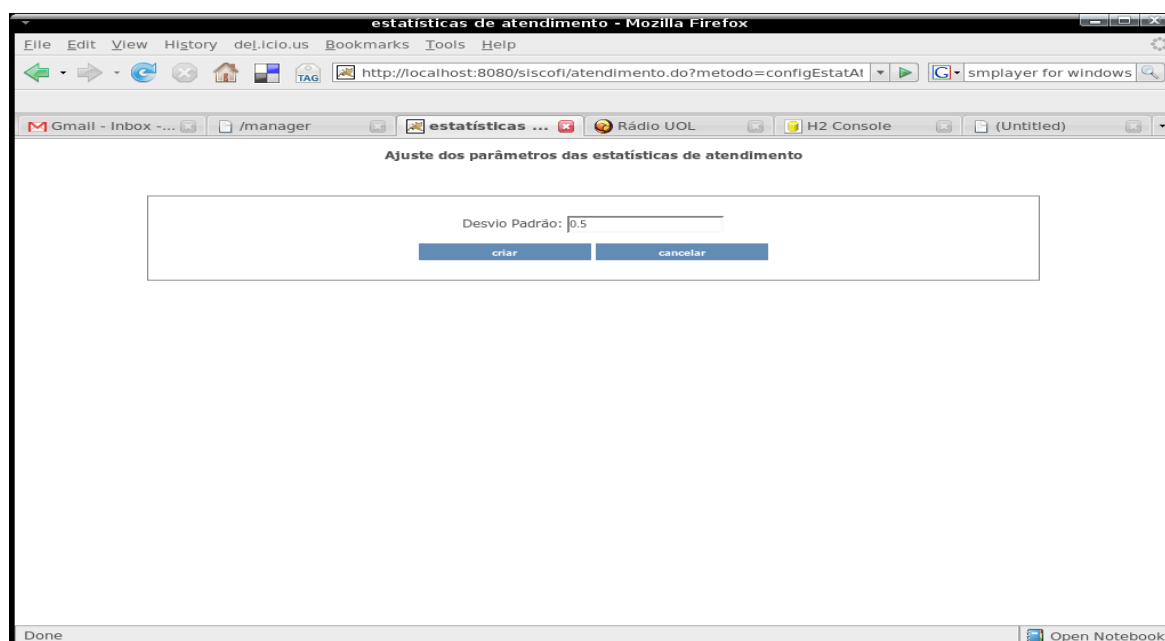 estatísticas de atendimento - Mozilla Firefox
File Edit View History del.icio.us Bookmarks Tools Help
TAG http://localhost:8080/siscofi/atendimento.do?metodo=configEstatAt G smplayer for windows
Gmail - Inbox -... /manager estatísticas ... Rádio UOL H2 Console (Untitled)
Ajuste dos parâmetros das estatísticas de atendimento
Desvio Padrão: 0.5
criar cancelar
Done Open Notebook